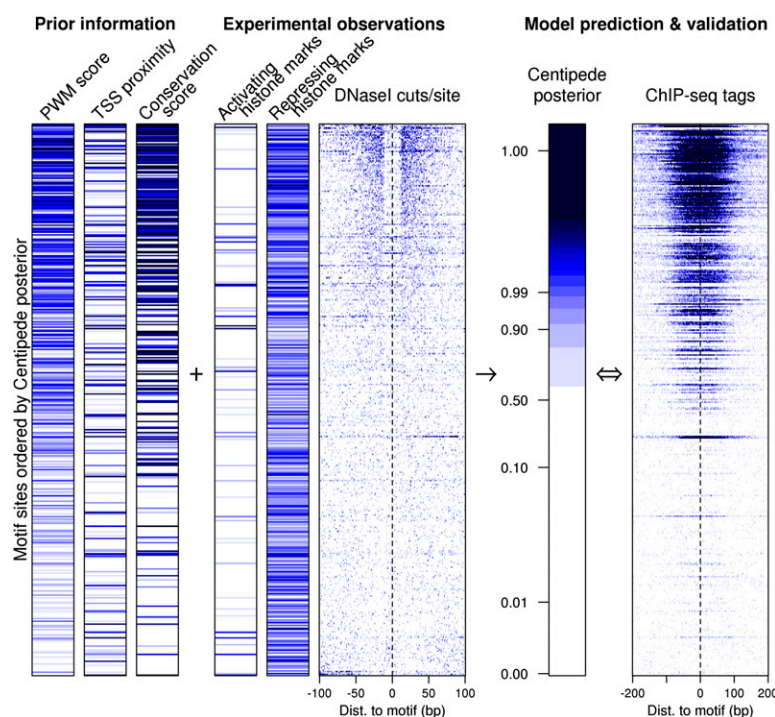 Prior information
Experimental observations
Model prediction & validation
PWM score
TSS proximity
Conservation
score
Activating
histone marks
Repressing
histone marks
DNaseI cuts/site
Centipede
posterior
ChIP-seq tags
Motif sites ordered by Centipede posterior
+
→
⇔
1.00
0.99
0.90
0.50
0.10
0.01
0.00
-100 -50 0 50 100
Dist. to motif (bp)
-200 -100 0 100 200
Dist. to motif (bp)